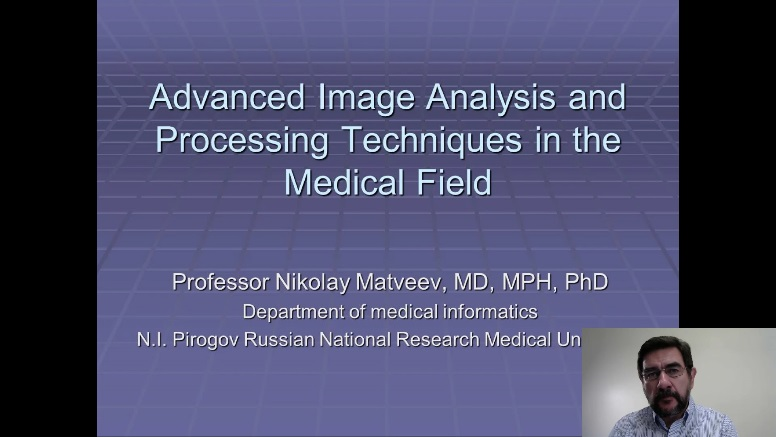 Advanced Image Analysis and
Processing Techniques in the
Medical Field
Professor Nikolay Matveev, MD, MPH, PhD
Department of medical informatics
N.I. Pirogov Russian National Research Medical Un